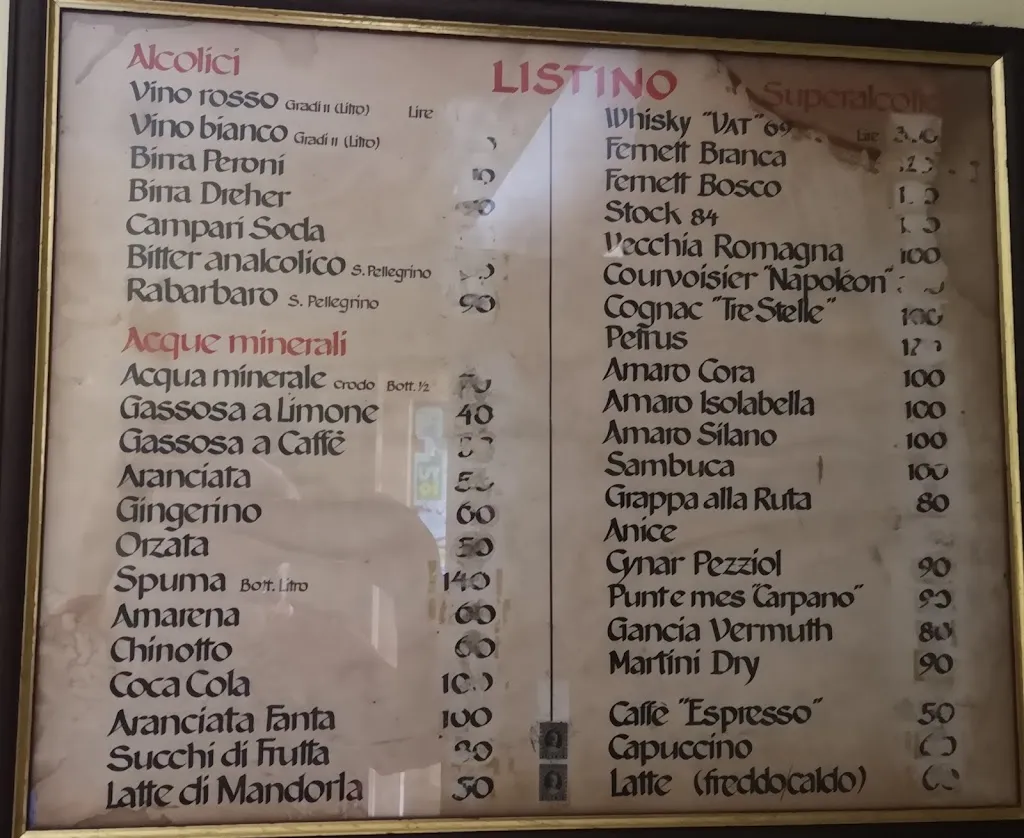 LISTINO
Alcolici
Vino rosso Gradi 11 (Litro) Lire
Vino bianco Gradi 11 (Litro)
Birra Peroni
Birra Dreher
Campari Soda
Bitter analcolico S. Pellegrino
Rabarbaro S. Pellegrino 90
Acque minerali
Acqua minerale Crodo Bott. ½ 70
Gassosa a Limone 40
Gassosa a Caffè
Aranciata
Gingerino 60
Orzata 50
Spuma Bott. Litro 140
Amarena 60
Chinotto 60
Coca Cola 100
Aranciata Fanta 100
Succhi di Frutta
Latte di Mandorla 50
Superalcolic
Whisky "VAT" 69 Lire
Fernett Branca
Fernett Bosco
Stock 84
Vecchia Romagna 100
Courvoisier "Napoléon"
Cognac "Tre Stelle" 100
Petrus
Amaro Cora 100
Amaro Isolabella 100
Amaro Silano 100
Sambuca 100
Grappa alla Ruta 80
Anice
Cynar Pezziol 90
Punt e mes "Carpano" 90
Gancia Vermuth 80
Martini Dry 90
Caffè "Espresso" 50
Capuccino
Latte (freddo,caldo)